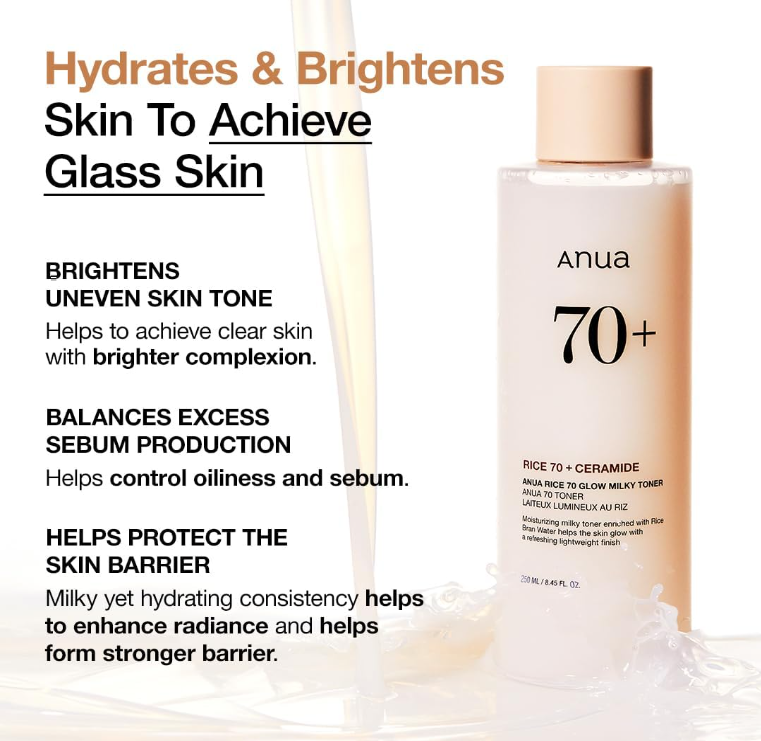 Hydrates & Brightens
Skin To Achieve
Glass Skin
BRIGHTENS
UNEVEN SKIN TONE
Helps to achieve clear skin
with brighter complexion.
BALANCES EXCESS
SEBUM PRODUCTION
Helps control oiliness and sebum.
HELPS PROTECT THE
SKIN BARRIER
Milky yet hydrating consistency helps
to enhance radiance and helps
form stronger barrier.
Anua
70+
RICE 70 + CERAMIDE
ANUA RICE 70 GLOW MILKY TONER
ANUA 70 TONER
LAITEUX LUMINEUX AU RIZ
Moisturizing milky toner enriched with Rice
Bran Water helps the skin glow with
a refreshing lightweight finish
250 ML / 8.45 FL. OZ.